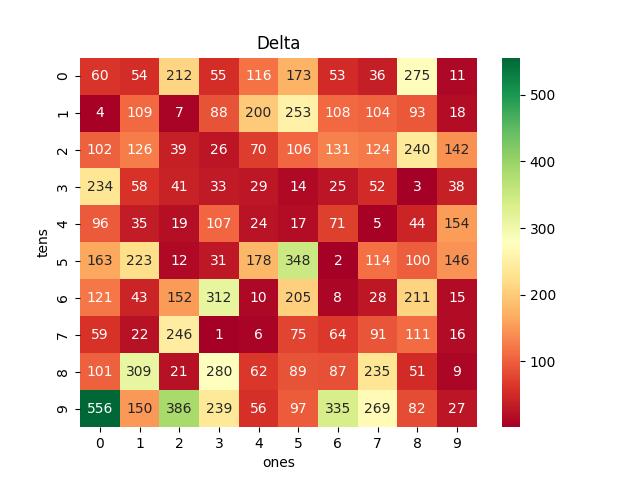 Delta
0 60 54 212 55 116 173 53 36 275 11
1 4 109 7 88 200 253 108 104 93 18
2 102 126 39 26 70 106 131 124 240 142
3 234 58 41 33 29 14 25 52 3 38
4 96 35 19 107 24 17 71 5 44 154
5 163 223 12 31 178 348 2 114 100 146
6 121 43 152 312 10 205 8 28 211 15
7 59 22 246 1 6 75 64 91 111 16
8 101 309 21 280 62 89 87 235 51 9
9 556 150 386 239 56 97 335 269 82 27
0 1 2 3 4 5 6 7 8 9
ones
tens
500
400
300
200
100